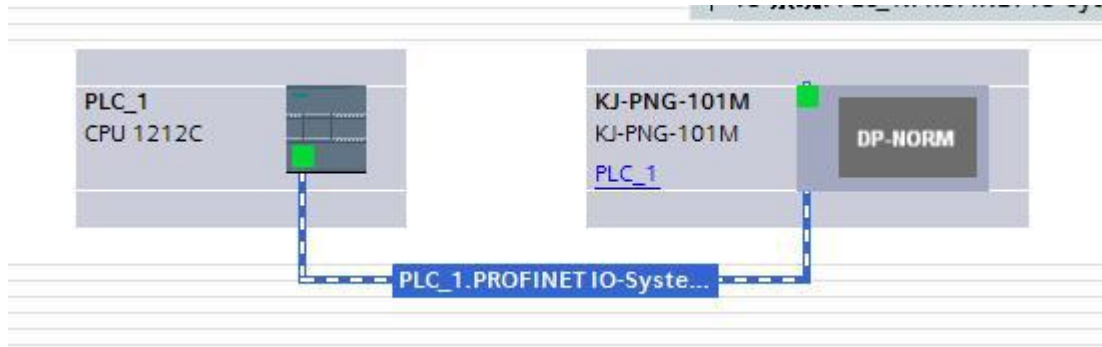 PLC_1
CPU 1212C
KJ-PNG-101M
KJ-PNG-101M
PLC_1
DP-NORM
PLC_1.PROFINET IO-Syste...